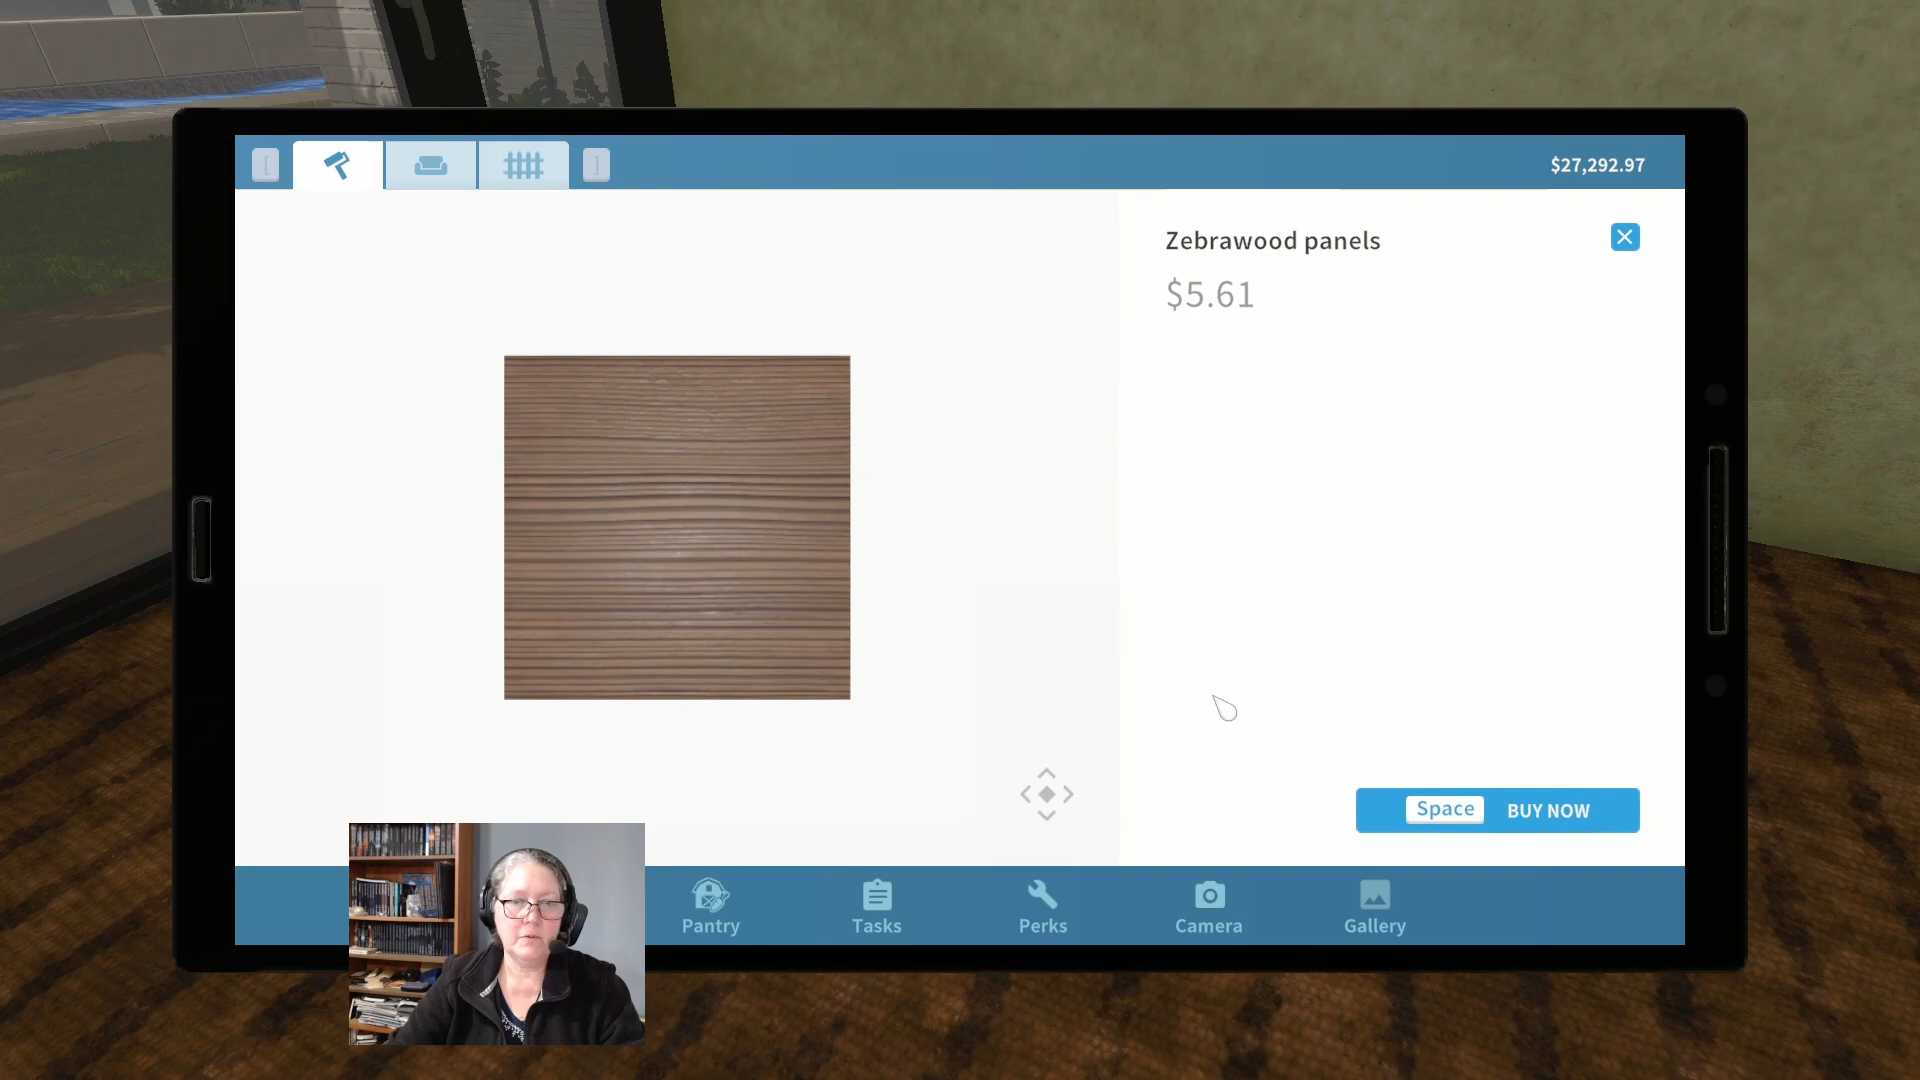 [
]
$27,292.97
Zebrawood panels
$5.61
Space BUY NOW
Pantry
Tasks
Perks
Camera
Gallery